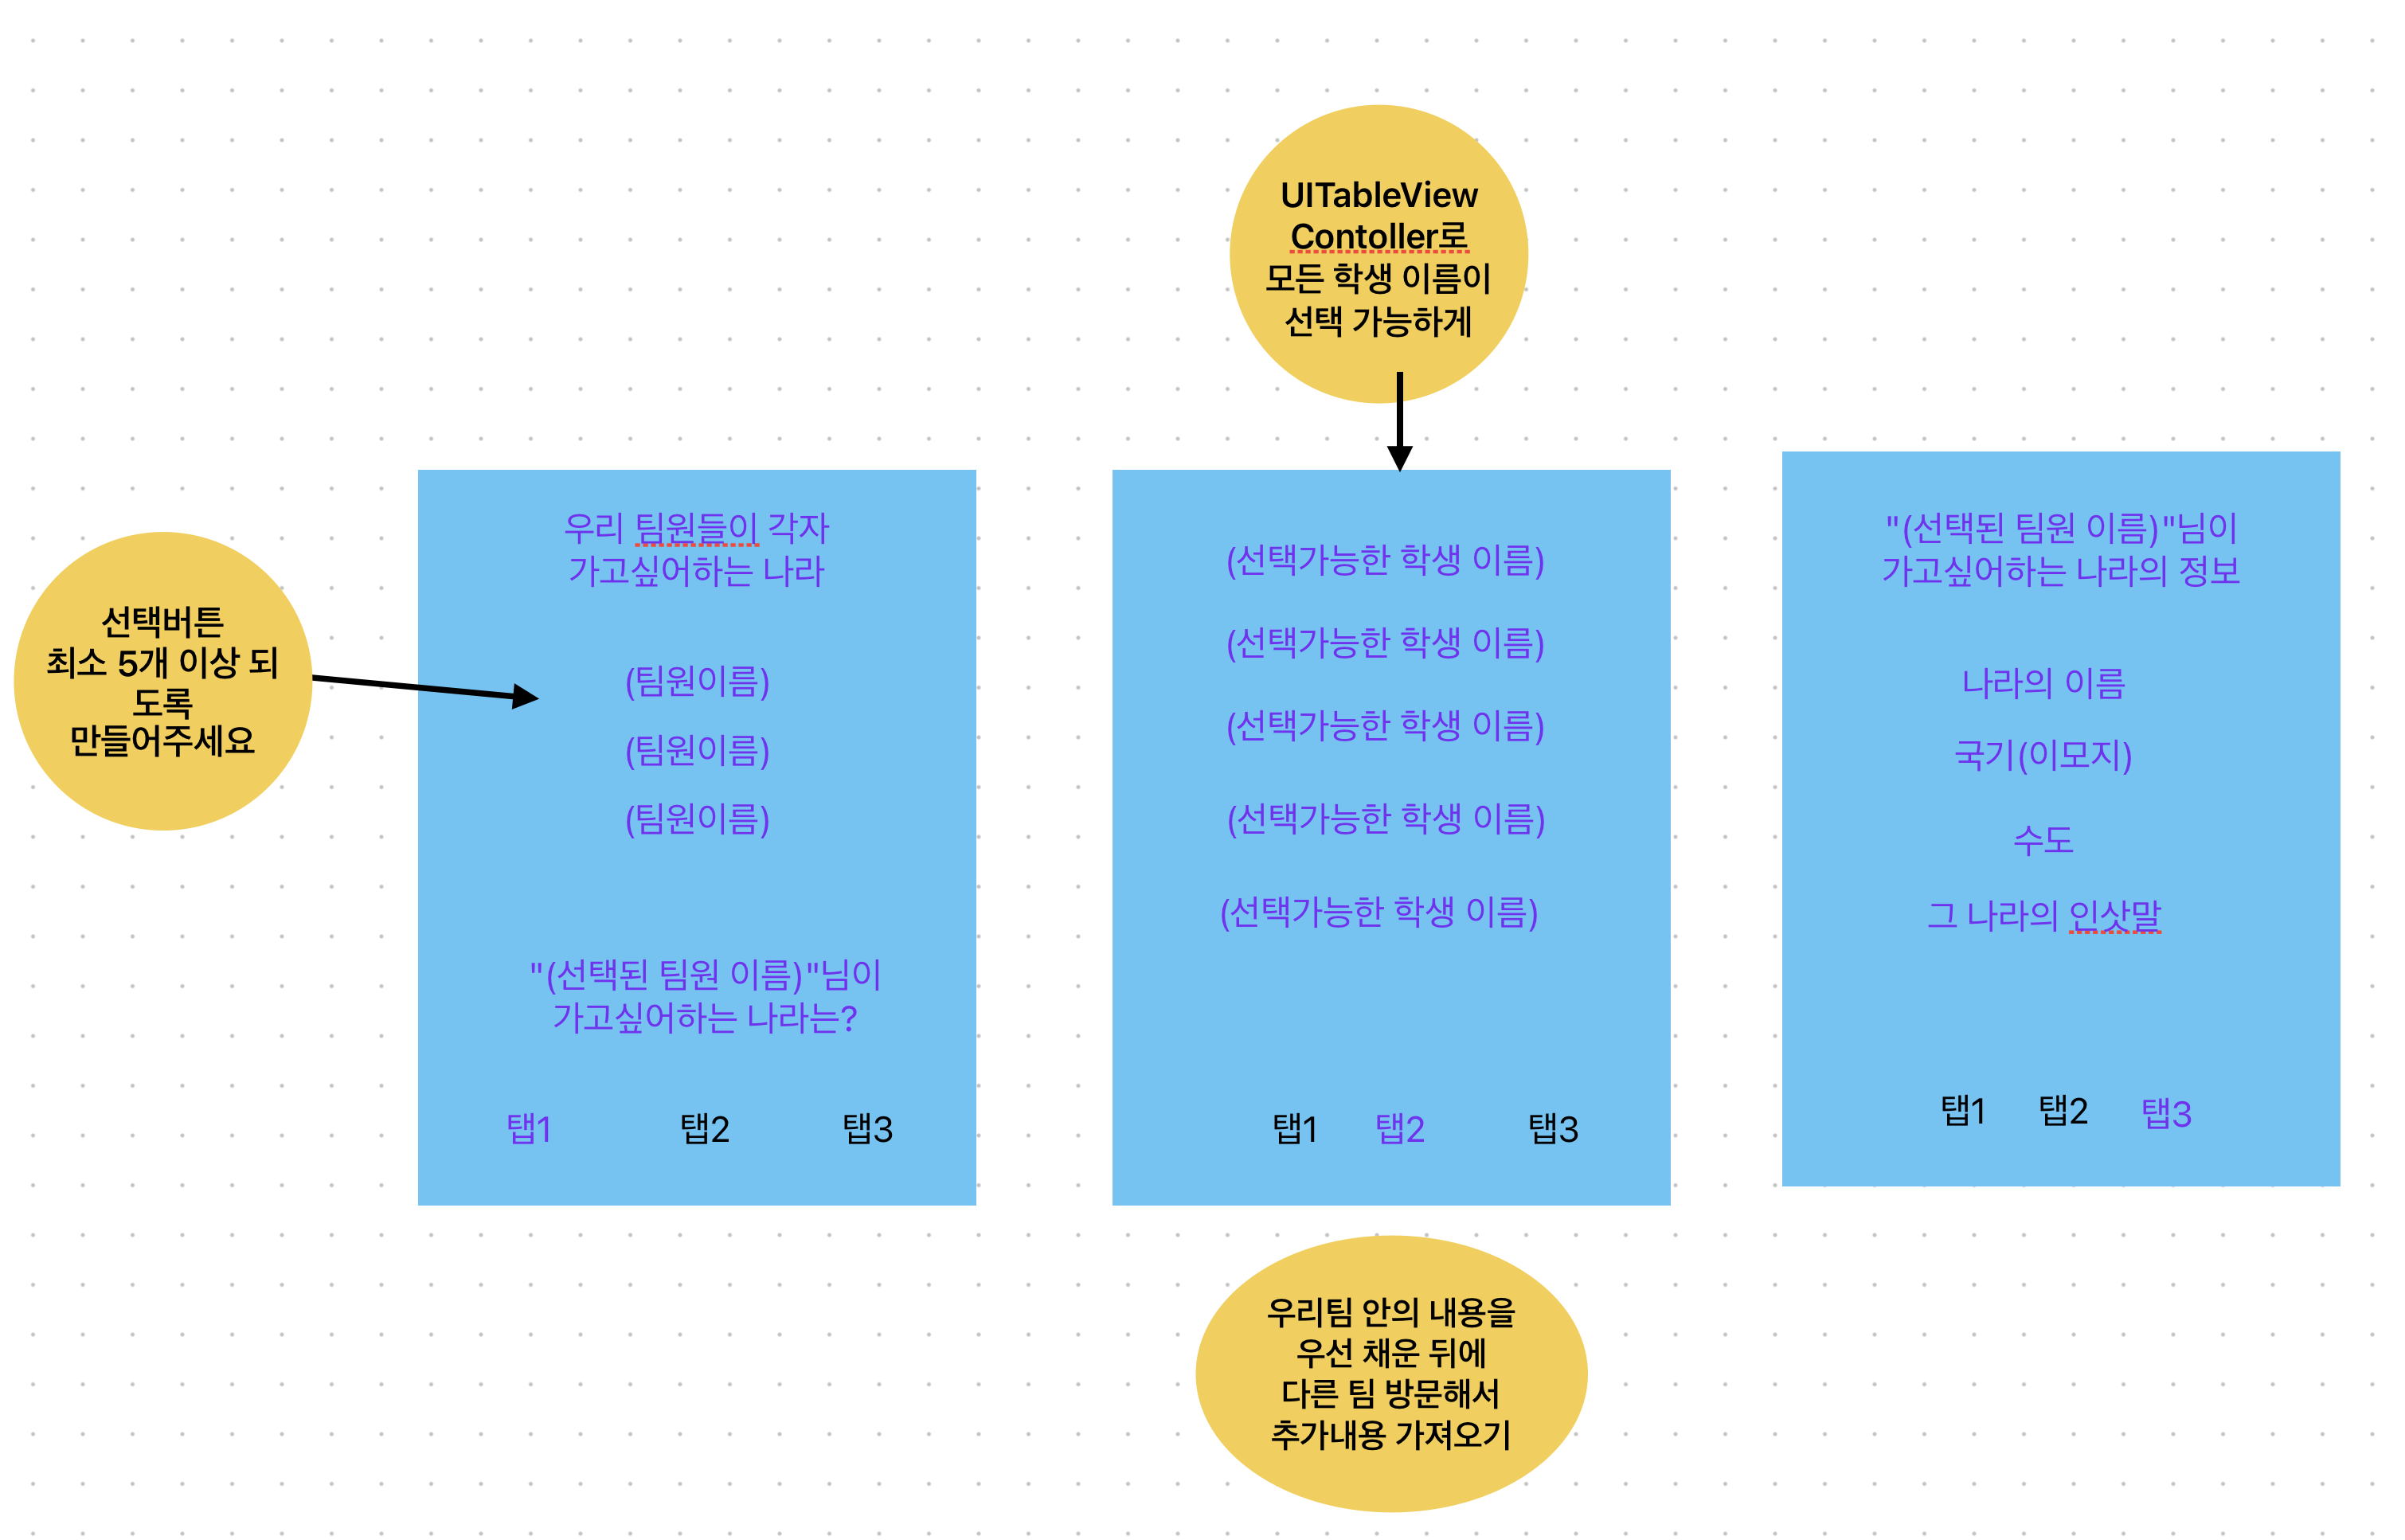 UITableView
Contoller로
모든 학생 이름이
선택 가능하게
선택버튼
최소 5개 이상 되
도록
만들어주세요
우리 팀원들이 각자
가고싶어하는 나라
(팀원이름)
(팀원이름)
(팀원이름)
"(선택된 팀원 이름)"님이
가고싶어하는 나라는?
탭1 탭2 탭3
(선택가능한 학생 이름)
(선택가능한 학생 이름)
(선택가능한 학생 이름)
(선택가능한 학생 이름)
(선택가능한 학생 이름)
탭1 탭2 탭3
"(선택된 팀원 이름)"님이
가고싶어하는 나라의 정보
나라의 이름
국기(이모지)
수도
그 나라의 인삿말
탭1 탭2 탭3
우리팀 안의 내용을
우선 채운 뒤에
다른 팀 방문해서
추가내용 가져오기